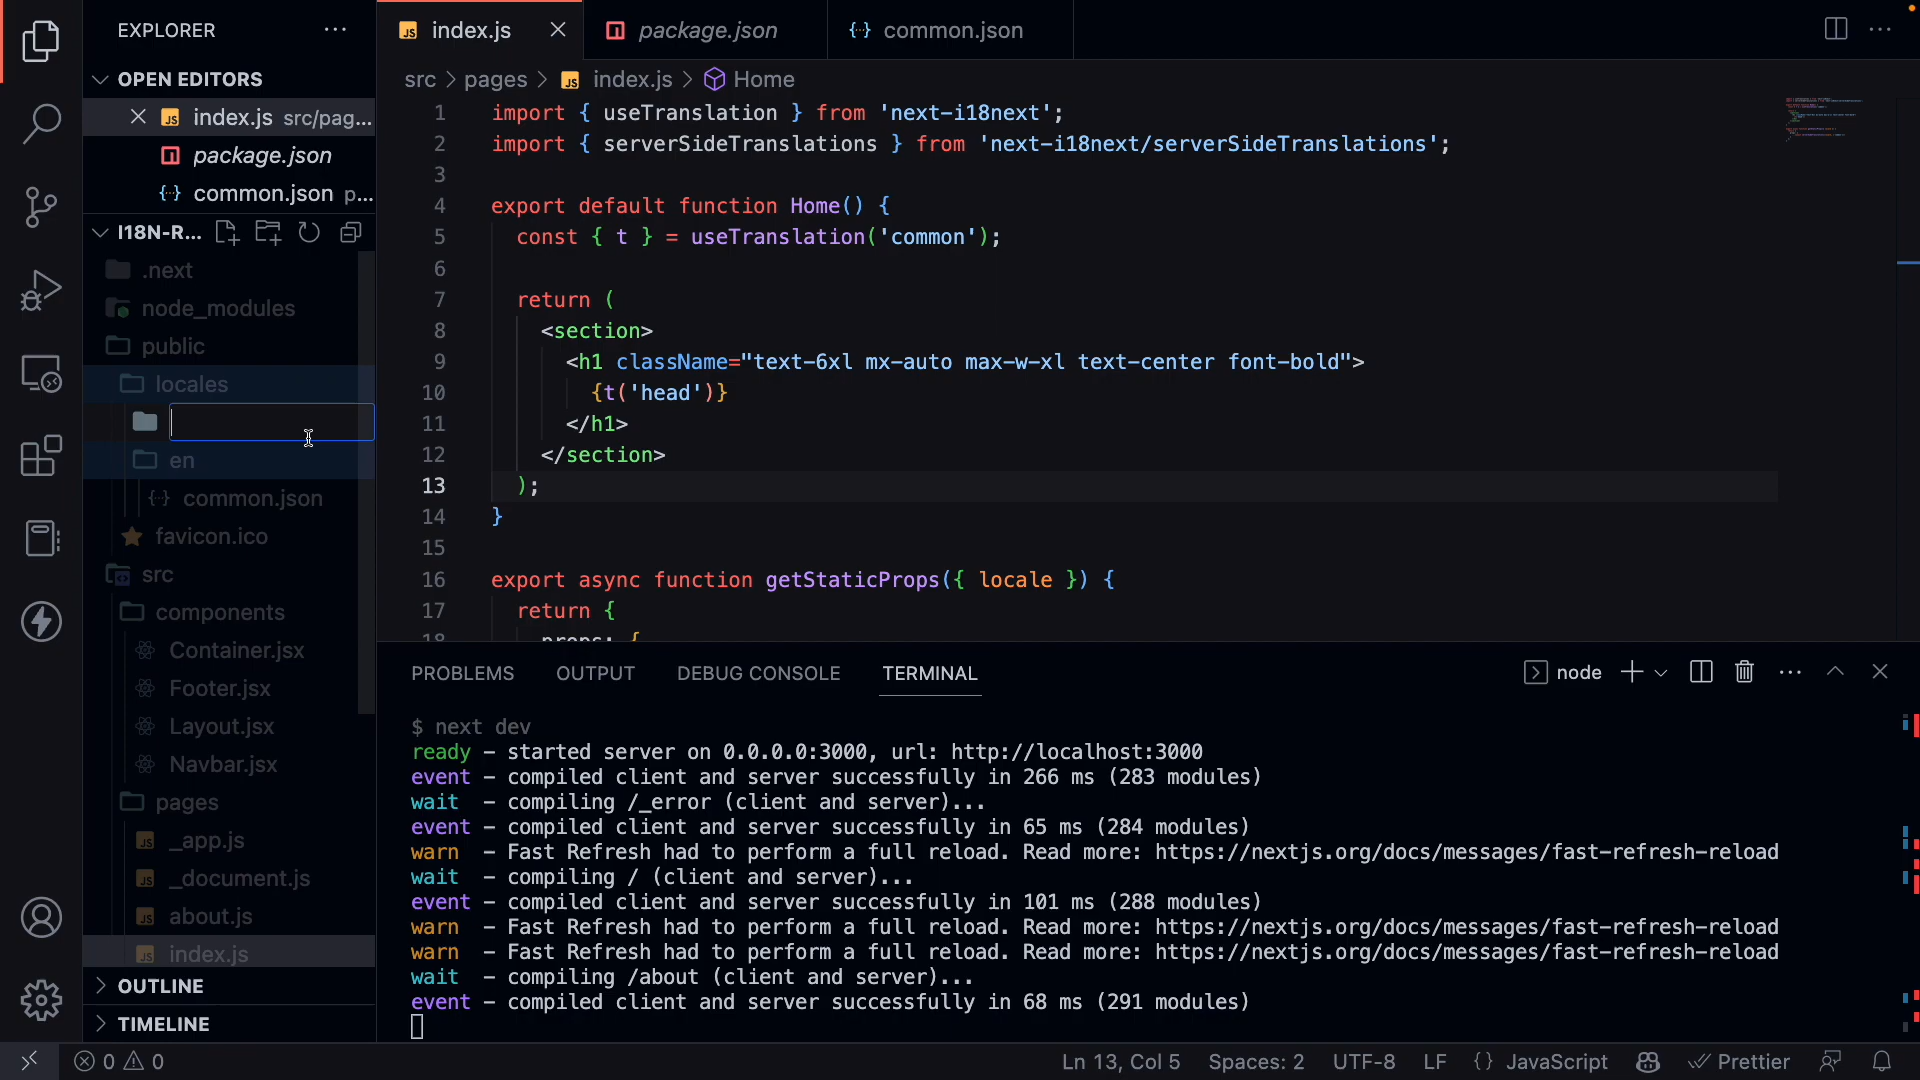 EXPLORER
OPEN EDITORS
index.js src/pag...
package.json
common.json p...
I18N-R...
.next
node_modules
public
locales
en
common.json
favicon.ico
src
components
Container.jsx
Footer.jsx
Layout.jsx
Navbar.jsx
pages
_app.js
_document.js
about.js
index.js
OUTLINE
TIMELINE
index.js
package.json
common.json
src > pages > index.js > Home
1 import { useTranslation } from 'next-i18next';
2 import { serverSideTranslations } from 'next-i18next/serverSideTranslations';
3
4 export default function Home() {
5 const { t } = useTranslation('common');
6
7 return (
8 <section>
9 <h1 className="text-6xl mx-auto max-w-xl text-center font-bold">
10 {t('head')}
11 </h1>
12 </section>
13 );
14 }
15
16 export async function getStaticProps({ locale }) {
17 return {
18 props: {
PROBLEMS OUTPUT DEBUG CONSOLE TERMINAL
node
$ next dev
ready - started server on 0.0.0.0:3000, url: http://localhost:3000
event - compiled client and server successfully in 266 ms (283 modules)
wait - compiling /_error (client and server)...
event - compiled client and server successfully in 65 ms (284 modules)
warn - Fast Refresh had to perform a full reload. Read more: https://nextjs.org/docs/messages/fast-refresh-reload
wait - compiling / (client and server)...
event - compiled client and server successfully in 101 ms (288 modules)
warn - Fast Refresh had to perform a full reload. Read more: https://nextjs.org/docs/messages/fast-refresh-reload
warn - Fast Refresh had to perform a full reload. Read more: https://nextjs.org/docs/messages/fast-refresh-reload
wait - compiling /about (client and server)...
event - compiled client and server successfully in 68 ms (291 modules)
0 0
Ln 13, Col 5 Spaces: 2 UTF-8 LF {} JavaScript Prettier